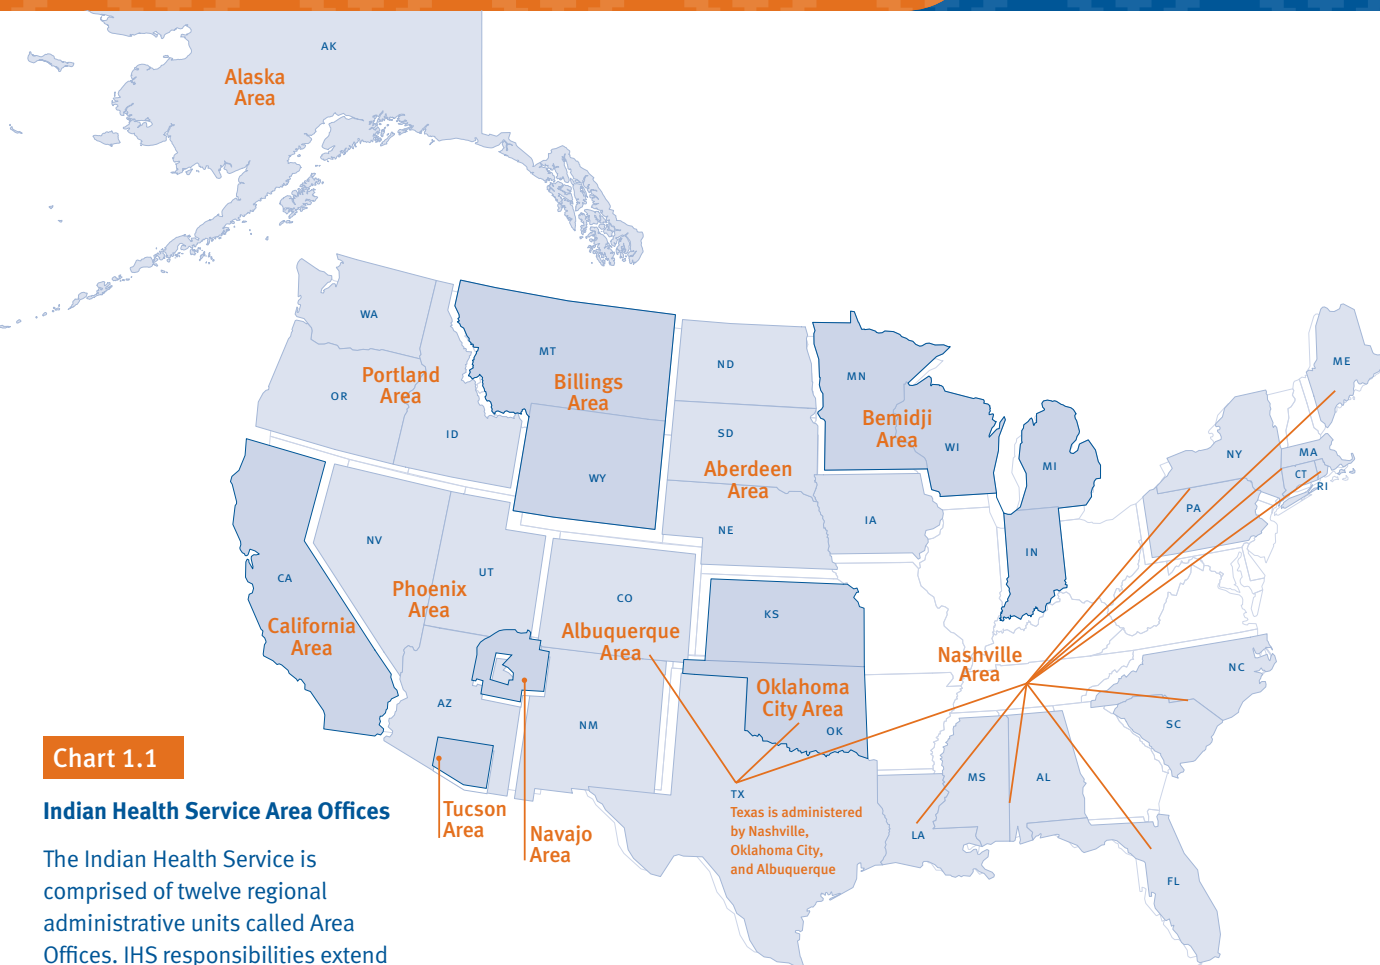 AK
Alaska
Area
WA
MT
ND
MN
ME
Portland
Area
Billings
Area
OR
ID
SD
Bemidji
Area
WI
MI
NY
MA
CT
RI
WY
Aberdeen
Area
NE
IA
PA
NV
UT
IN
CA
Phoenix
Area
CO
KS
California
Area
Albuquerque
Area
Nashville
Area
NC
AZ
NM
Oklahoma
City Area
OK
SC
MS
AL
TX
Texas is administered
by Nashville,
Oklahoma City,
and Albuquerque
LA
FL
Tucson
Area
Navajo
Area
Chart 1.1
Indian Health Service Area Offices
The Indian Health Service is
comprised of twelve regional
administrative units called Area
Offices. IHS responsibilities extend